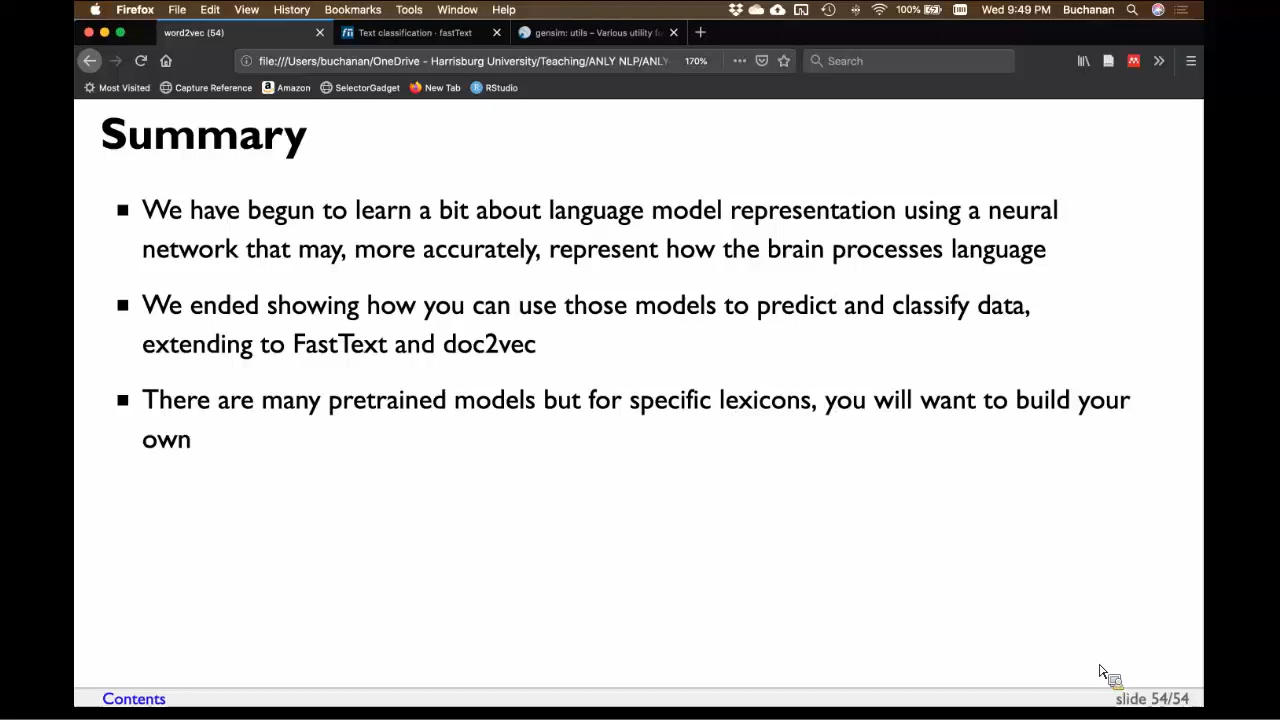 Firefox File Edit View History Bookmarks Tools Window Help 100% Wed 9:49 PM Buchanan
word2vec (54) Text classification · fastText gensim: utils – Various utility f
file:///Users/buchanan/OneDrive - Harrisburg University/Teaching/ANLY NLP/ANLY 170% Search
Most Visited Capture Reference Amazon SelectorGadget New Tab RStudio
Summary
We have begun to learn a bit about language model representation using a neural
network that may, more accurately, represent how the brain processes language
We ended showing how you can use those models to predict and classify data,
extending to FastText and doc2vec
There are many pretrained models but for specific lexicons, you will want to build your
own
Contents slide 54/54